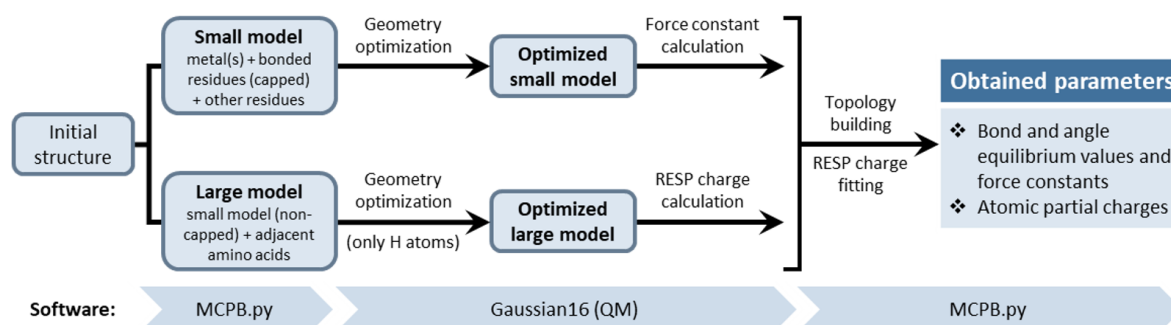 Initial
structure
Small model
metal(s) + bonded
residues (capped)
+ other residues
Geometry
optimization
Optimized
small model
Force constant
calculation
Large model
small model (non-
capped) + adjacent
amino acids
Geometry
optimization
(only H atoms)
Optimized
large model
RESP charge
calculation
Topology
building
RESP charge
fitting
Obtained parameters
❖ Bond and angle
equilibrium values and
force constants
❖ Atomic partial charges
Software:
MCPB.py
Gaussian16 (QM)
MCPB.py